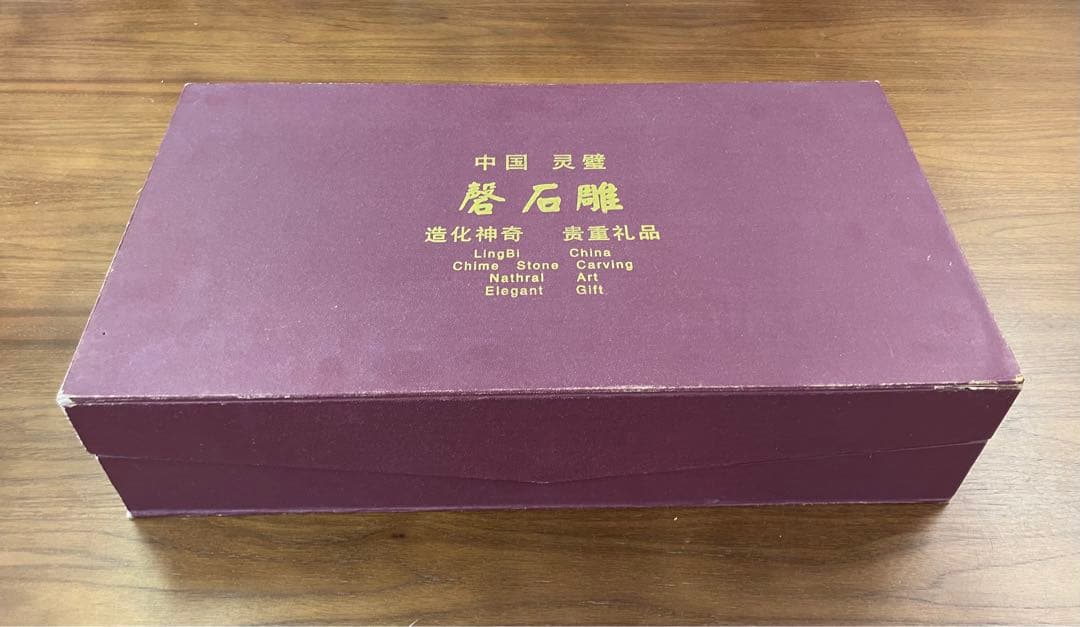 中国 灵璧
磬石雕
造化神奇 贵重礼品
LingBi China
Chime Stone Carving
Nathral Art
Elegant Gift